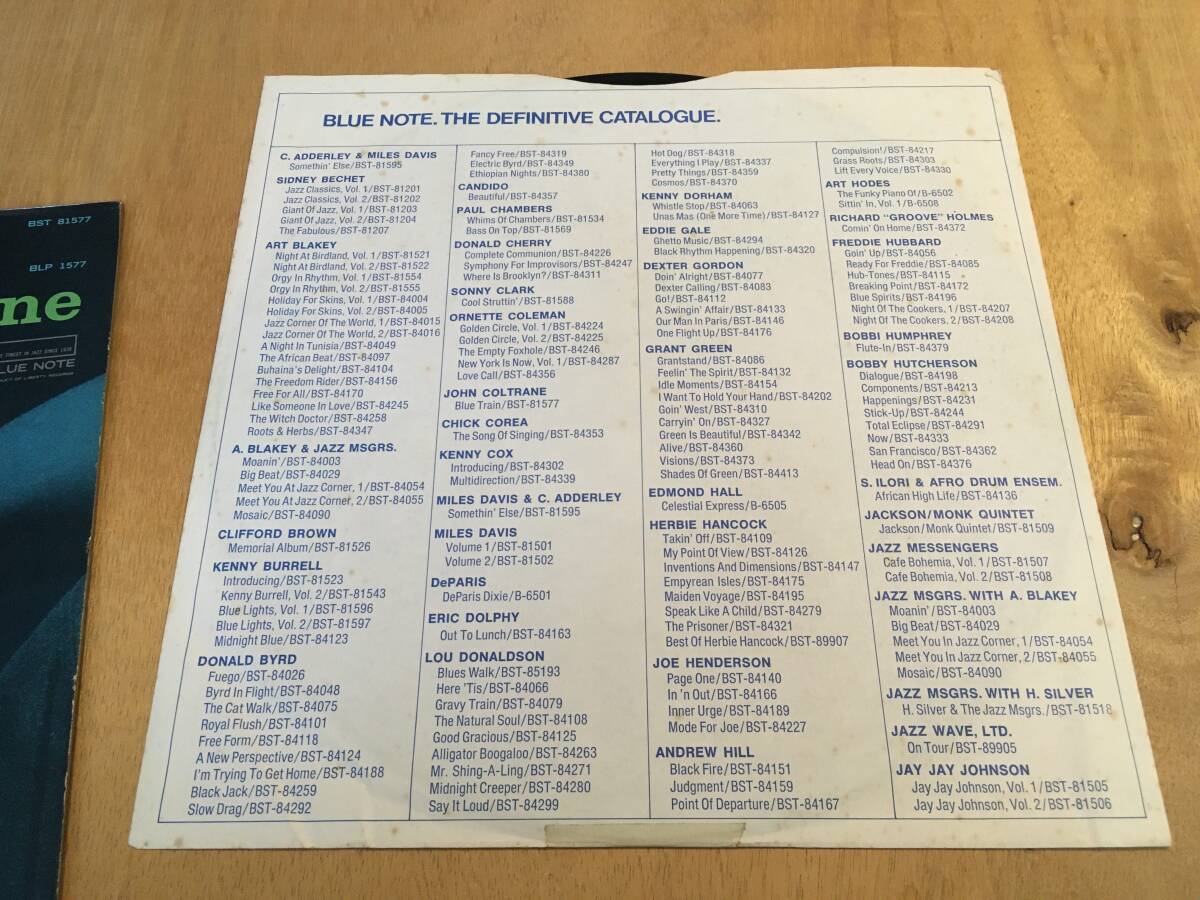 BST 81577
BLP 1577
ne
THE FINEST IN JAZZ SINCE 1939
BLUE NOTE
BLUE NOTE. THE DEFINITIVE CATALOGUE.
C. ADDERLEY & MILES DAVIS
Somethin' Else/BST-81595
SIDNEY BECHET
Jazz Classics, Vol. 1/BST-81201
Jazz Classics, Vol. 2/BST-81202
Giant Of Jazz, Vol. 1/BST-81203
Giant Of Jazz, Vol. 2/BST-81204
The Fabulous/BST-81207
ART BLAKEY
Night At Birdland, Vol. 1/BST-81521
Night At Birdland, Vol. 2/BST-81522
Orgy In Rhythm, Vol. 1/BST-81554
Orgy In Rhythm, Vol. 2/BST-81555
Holiday For Skins, Vol. 1/BST-84004
Holiday For Skins, Vol. 2/BST-84005
Jazz Corner Of The World, 1/BST-84015
Jazz Corner Of The World, 2/BST-84016
A Night In Tunisia/BST-84049
The African Beat/BST-84097
Buhaina's Delight/BST-84104
The Freedom Rider/BST-84156
Free For All/BST-84170
Like Someone In Love/BST-84245
The Witch Doctor/BST-84258
Roots & Herbs/BST-84347
A. BLAKEY & JAZZ MSGRS.
Moanin'/BST-84003
Big Beat/BST-84029
Meet You At Jazz Corner, 1/BST-84054
Meet You At Jazz Corner, 2/BST-84055
Mosaic/BST-84090
CLIFFORD BROWN
Memorial Album/BST-81526
KENNY BURRELL
Introducing/BST-81523
Kenny Burrell, Vol. 2/BST-81543
Blue Lights, Vol. 1/BST-81596
Blue Lights, Vol. 2/BST-81597
Midnight Blue/BST-84123
DONALD BYRD
Fuego/BST-84026
Byrd In Flight/BST-84048
The Cat Walk/BST-84075
Royal Flush/BST-84101
Free Form/BST-84118
A New Perspective/BST-84124
I'm Trying To Get Home/BST-84188
Black Jack/BST-84259
Slow Drag/BST-84292
Fancy Free/BST-84319
Electric Byrd/BST-84349
Ethiopian Nights/BST-84380
CANDIDO
Beautiful/BST-84357
PAUL CHAMBERS
Whims Of Chambers/BST-81534
Bass On Top/BST-81569
DONALD CHERRY
Complete Communion/BST-84226
Symphony For Improvisors/BST-84247
Where Is Brooklyn?/BST-84311
SONNY CLARK
Cool Struttin'/BST-81588
ORNETTE COLEMAN
Golden Circle, Vol. 1/BST-84224
Golden Circle, Vol. 2/BST-84225
The Empty Foxhole/BST-84246
New York Is Now, Vol. 1/BST-84287
Love Call/BST-84356
JOHN COLTRANE
Blue Train/BST-81577
CHICK COREA
The Song Of Singing/BST-84353
KENNY COX
Introducing/BST-84302
Multidirection/BST-84339
MILES DAVIS & C. ADDERLEY
Somethin' Else/BST-81595
MILES DAVIS
Volume 1/BST-81501
Volume 2/BST-81502
DePARIS
DeParis Dixie/B-6501
ERIC DOLPHY
Out To Lunch/BST-84163
LOU DONALDSON
Blues Walk/BST-85193
Here 'Tis/BST-84066
Gravy Train/BST-84079
The Natural Soul/BST-84108
Good Gracious/BST-84125
Alligator Boogaloo/BST-84263
Mr. Shing-A-Ling/BST-84271
Midnight Creeper/BST-84280
Say It Loud/BST-84299
Hot Dog/BST-84318
Everything I Play/BST-84337
Pretty Things/BST-84359
Cosmos/BST-84370
KENNY DORHAM
Whistle Stop/BST-84063
Unas Mas (One More Time)/BST-84127
EDDIE GALE
Ghetto Music/BST-84294
Black Rhythm Happening/BST-84320
DEXTER GORDON
Doin' Alright/BST-84077
Dexter Calling/BST-84083
Go!/BST-84112
A Swingin' Affair/BST-84133
Our Man In Paris/BST-84146
One Flight Up/BST-84176
GRANT GREEN
Grantstand/BST-84086
Feelin' The Spirit/BST-84132
Idle Moments/BST-84154
I Want To Hold Your Hand/BST-84202
Goin' West/BST-84310
Carryin' On/BST-84327
Green Is Beautiful/BST-84342
Alive/BST-84360
Visions/BST-84373
Shades Of Green/BST-84413
EDMOND HALL
Celestial Express/B-6505
HERBIE HANCOCK
Takin' Off/BST-84109
My Point Of View/BST-84126
Inventions And Dimensions/BST-84147
Empyrean Isles/BST-84175
Maiden Voyage/BST-84195
Speak Like A Child/BST-84279
The Prisoner/BST-84321
Best Of Herbie Hancock/BST-89907
JOE HENDERSON
Page One/BST-84140
In 'n Out/BST-84166
Inner Urge/BST-84189
Mode For Joe/BST-84227
ANDREW HILL
Black Fire/BST-84151
Judgment/BST-84159
Point Of Departure/BST-84167
Compulsion!/BST-84217
Grass Roots/BST-84303
Lift Every Voice/BST-84330
ART HODES
The Funky Piano Of/B-6502
Sittin' In, Vol. 1/B-6508
RICHARD "GROOVE" HOLMES
Comin' On Home/BST-84372
FREDDIE HUBBARD
Goin' Up/BST-84056
Ready For Freddie/BST-84085
Hub-Tones/BST-84115
Breaking Point/BST-84172
Blue Spirits/BST-84196
Night Of The Cookers, 1/BST-84207
Night Of The Cookers, 2/BST-84208
BOBBI HUMPHREY
Flute-In/BST-84379
BOBBY HUTCHERSON
Dialogue/BST-84198
Components/BST-84213
Happenings/BST-84231
Stick-Up/BST-84244
Total Eclipse/BST-84291
Now/BST-84333
San Francisco/BST-84362
Head On/BST-84376
S. ILORI & AFRO DRUM ENSEM.
African High Life/BST-84136
JACKSON/MONK QUINTET
Jackson/Monk Quintet/BST-81509
JAZZ MESSENGERS
Cafe Bohemia, Vol. 1/BST-81507
Cafe Bohemia, Vol. 2/BST-81508
JAZZ MSGRS. WITH A. BLAKEY
Moanin'/BST-84003
Big Beat/BST-84029
Meet You In Jazz Corner, 1/BST-84054
Meet You In Jazz Corner, 2/BST-84055
Mosaic/BST-84090
JAZZ MSGRS. WITH H. SILVER
H. Silver & The Jazz Msgrs./BST-81518
JAZZ WAVE, LTD.
On Tour/BST-89905
JAY JAY JOHNSON
Jay Jay Johnson, Vol. 1/BST-81505
Jay Jay Johnson, Vol. 2/BST-81506